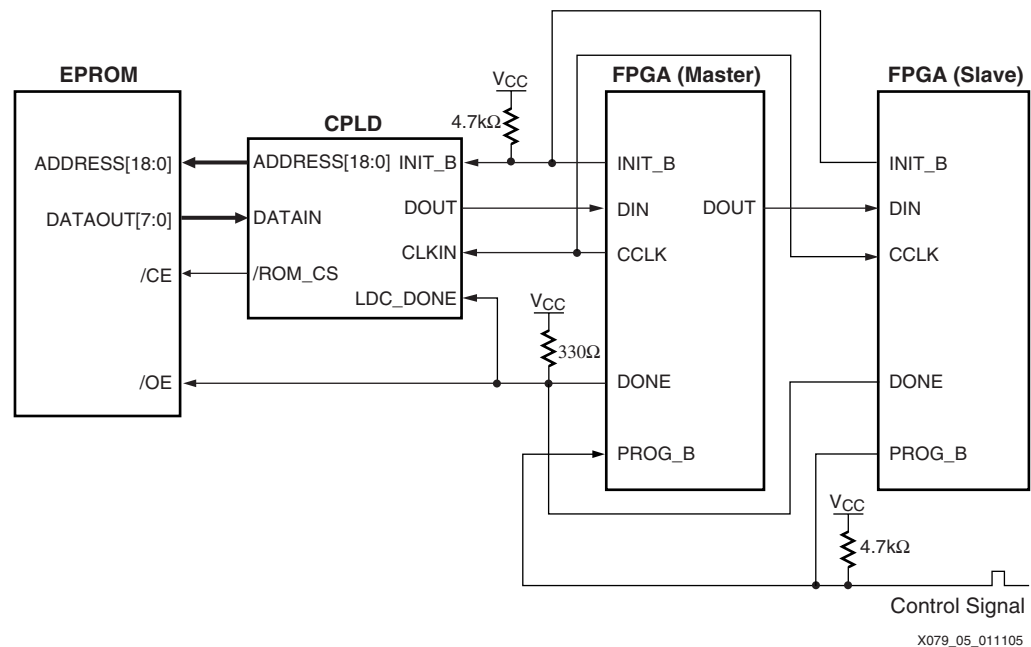 EPROM
ADDRESS[18:0]
DATAOUT[7:0]
/CE
/OE
CPLD
ADDRESS[18:0]
INIT_B
DATAIN
DOUT
CLKIN
/ROM_CS
LDC_DONE
VCC
4.7kΩ
VCC
330Ω
FPGA (Master)
INIT_B
DIN
DOUT
CCLK
DONE
PROG_B
FPGA (Slave)
INIT_B
DIN
CCLK
DONE
PROG_B
VCC
4.7kΩ
Control Signal
X079_05_011105